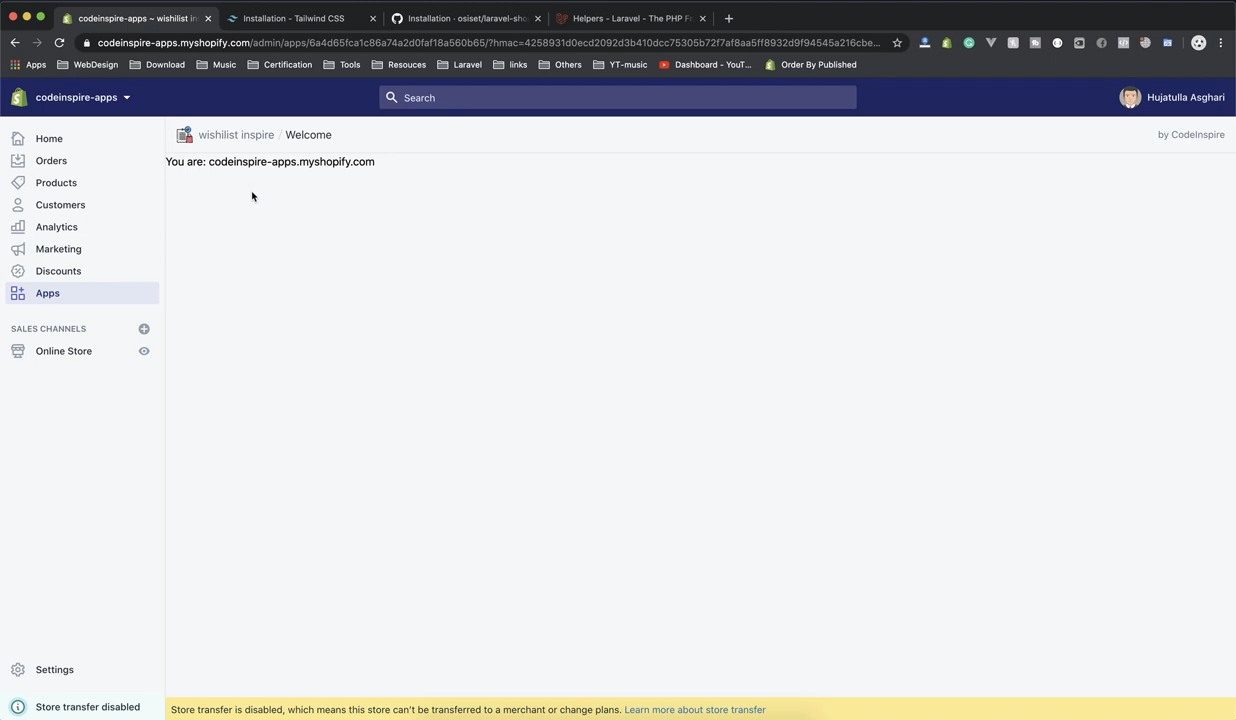 codeinspire-apps ~ wishlist in
Installation - Tailwind CSS
Installation · osiset/laravel-sho
Helpers - Laravel - The PHP F
codeinspire-apps.myshopify.com/admin/apps/6a4d65fca1c86a74a2d0faf18a560b65/?hmac=4258931d0ecd2092d3b410dcc75305b72f7af8aa5ff8932d9f94545a216cbe...
Apps WebDesign Download Music Certification Tools Resouces Laravel links Others YT-music Dashboard - YouT... Order By Published
codeinspire-apps
Search
Hujatulla Asghari
Home
Orders
Products
Customers
Analytics
Marketing
Discounts
Apps
SALES CHANNELS
Online Store
Settings
Store transfer disabled
wishilist inspire / Welcome
by CodeInspire
You are: codeinspire-apps.myshopify.com
Store transfer is disabled, which means this store can't be transferred to a merchant or change plans. Learn more about store transfer